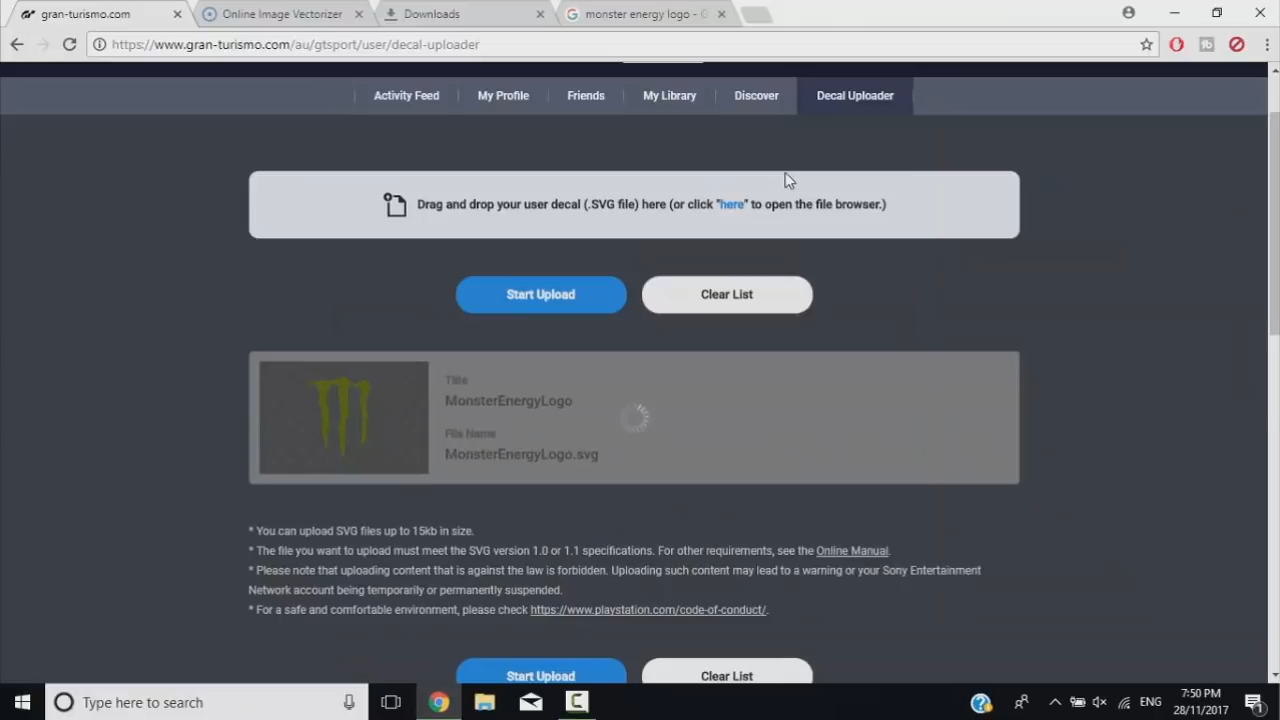 gran-turismo.com
Online Image Vectorizer
Downloads
monster energy logo - G
https://www.gran-turismo.com/au/gtsport/user/decal-uploader
Activity Feed
My Profile
Friends
My Library
Discover
Decal Uploader
Drag and drop your user decal (.SVG file) here (or click "here" to open the file browser.)
Start Upload
Clear List
Title
MonsterEnergyLogo
File Name
MonsterEnergyLogo.svg
* You can upload SVG files up to 15kb in size.
* The file you want to upload must meet the SVG version 1.0 or 1.1 specifications. For other requirements, see the Online Manual.
* Please note that uploading content that is against the law is forbidden. Uploading such content may lead to a warning or your Sony Entertainment
Network account being temporarily or permanently suspended.
* For a safe and comfortable environment, please check https://www.playstation.com/code-of-conduct/.
Start Upload
Clear List
Type here to search
ENG
7:50 PM
28/11/2017
1